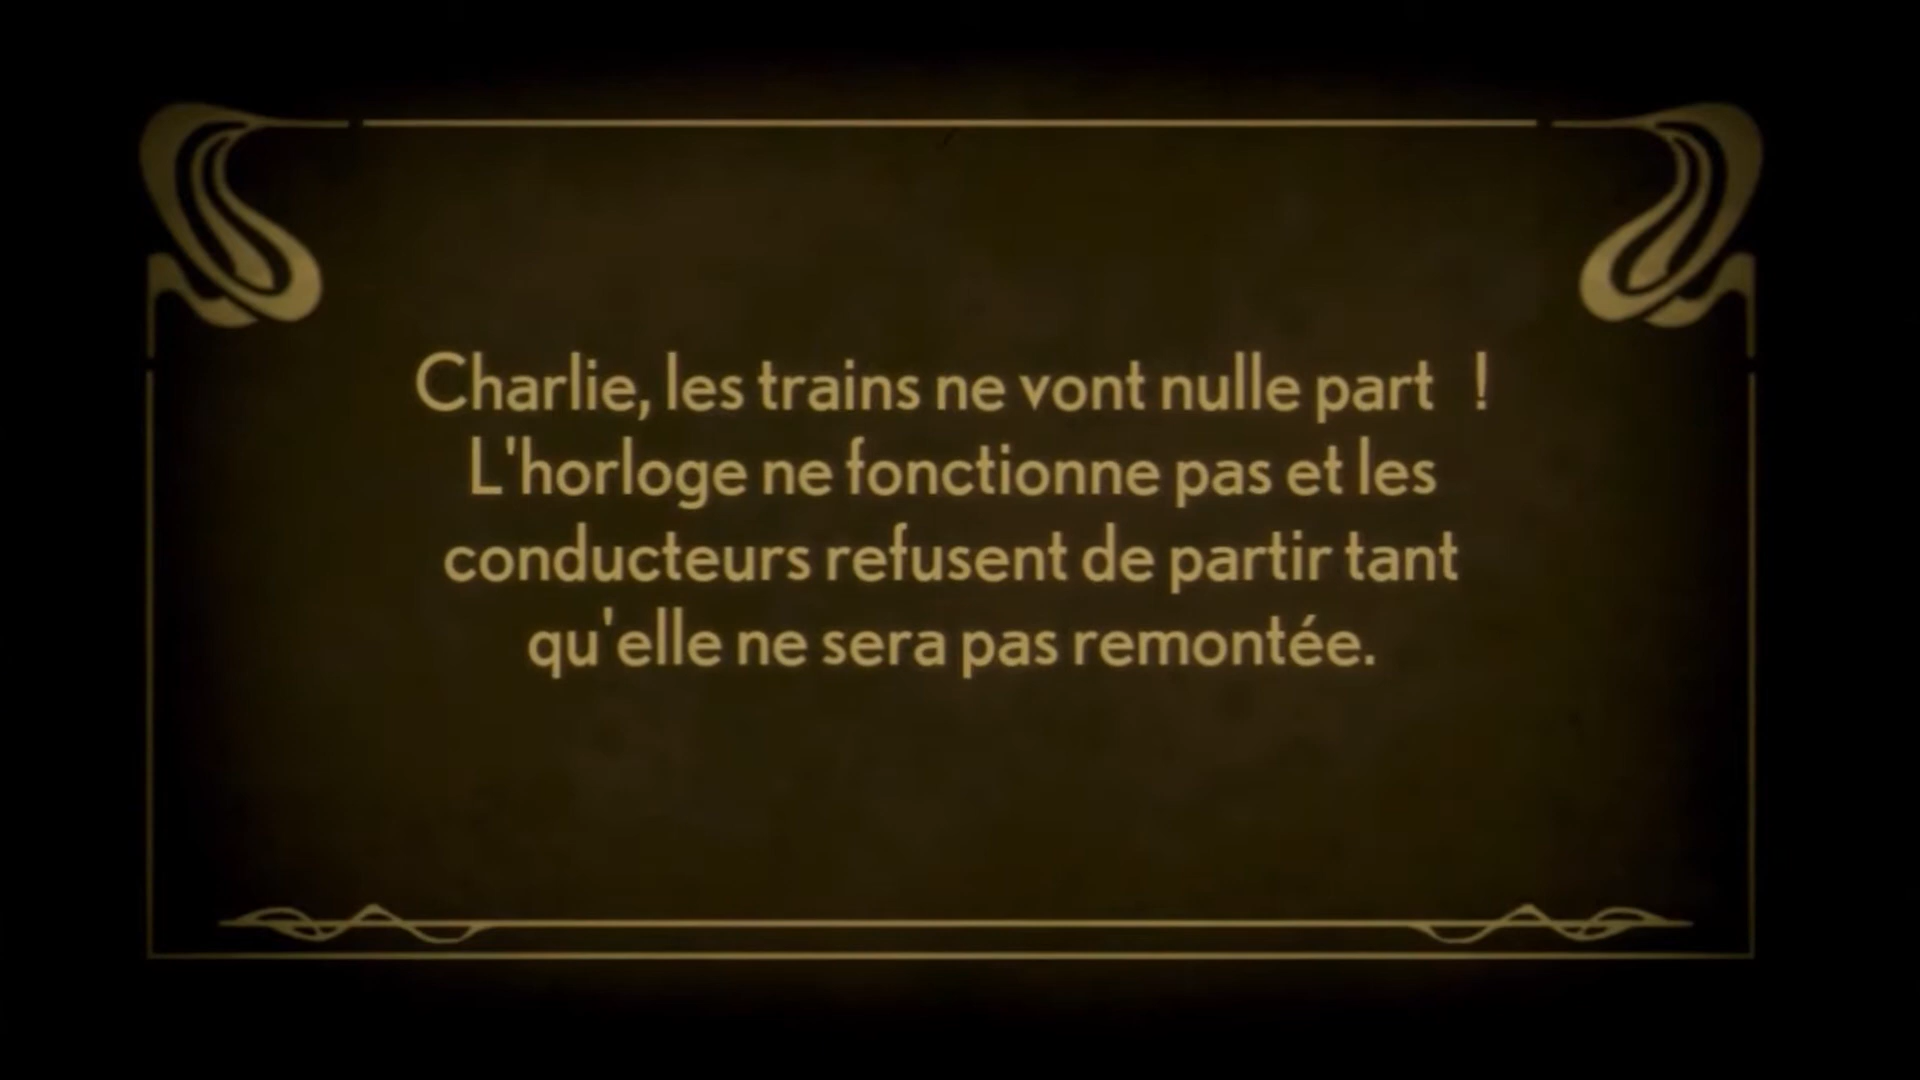 Charlie, les trains ne vont nulle part  !
L'horloge ne fonctionne pas et les
conducteurs refusent de partir tant
qu'elle ne sera pas remontée.